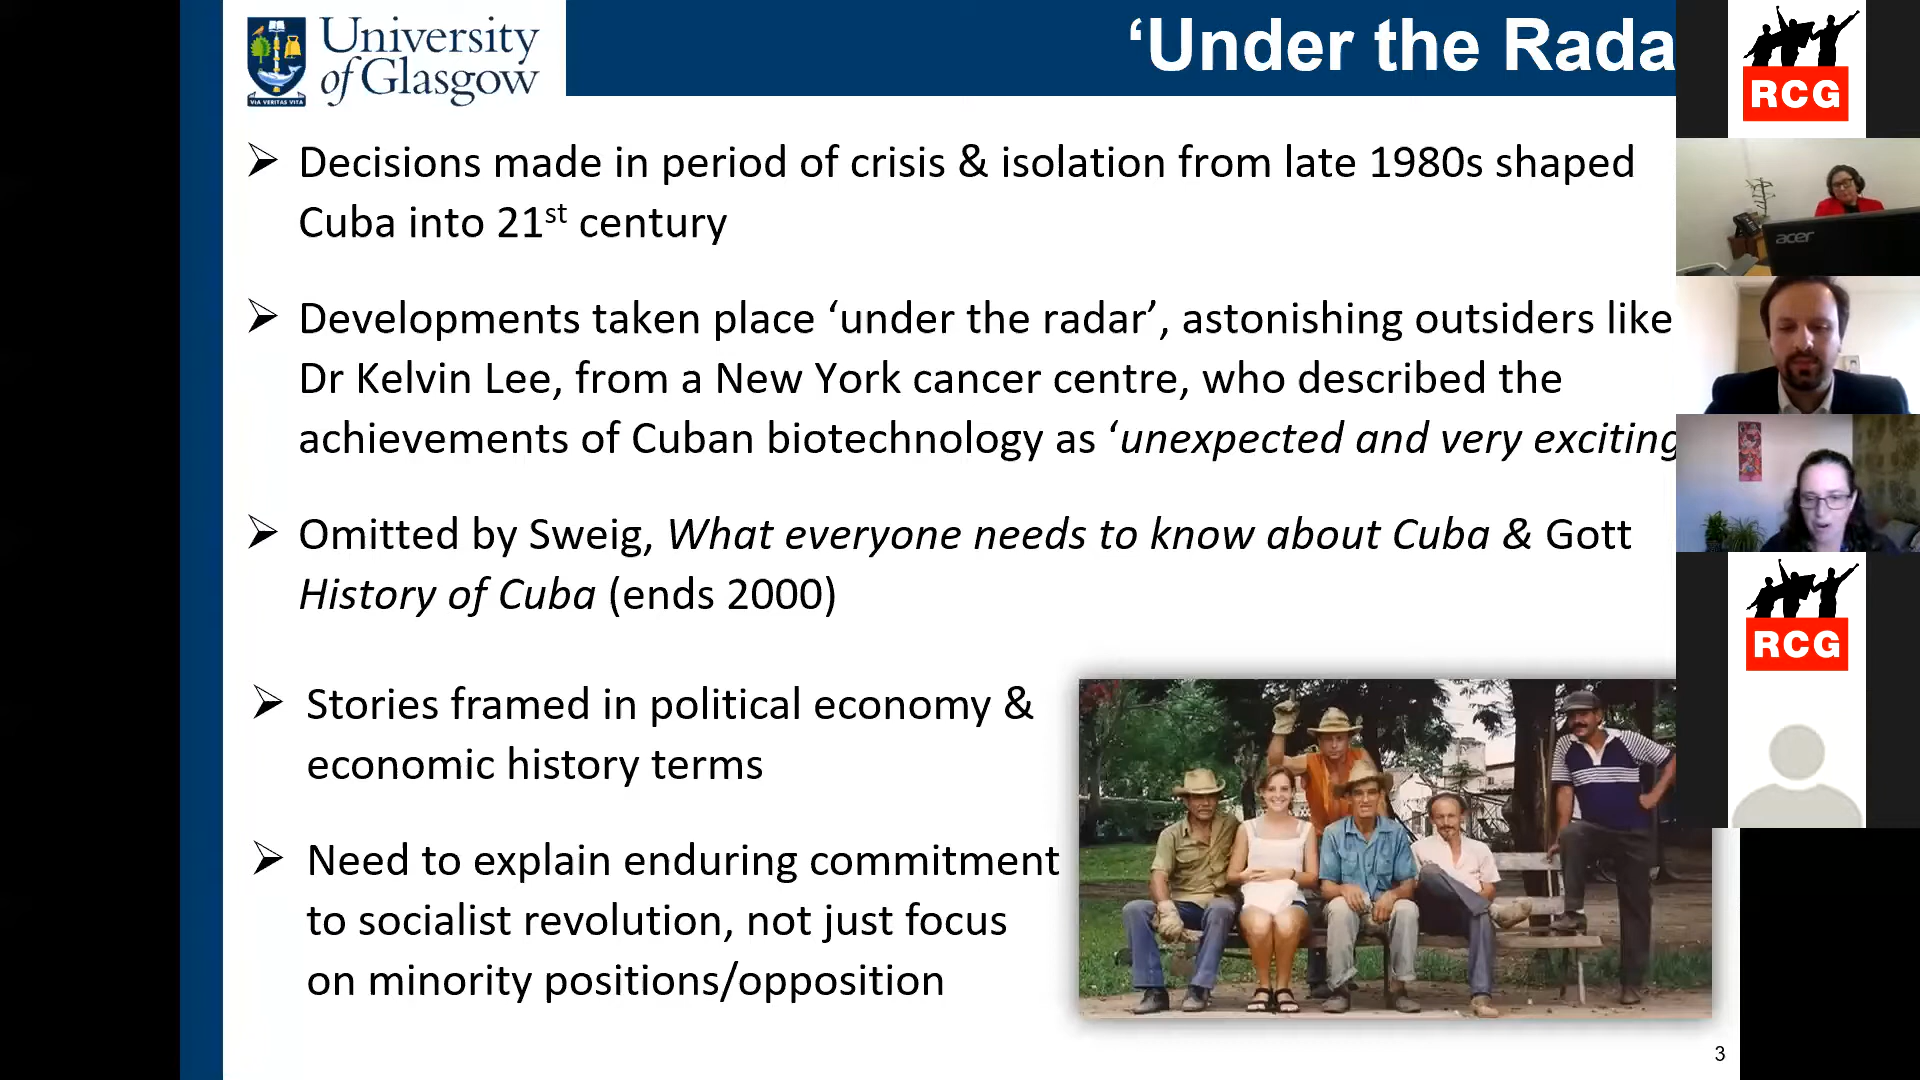 University
of Glasgow
VIA VERITAS VITA
‘Under the Rada
➢ Decisions made in period of crisis & isolation from late 1980s shaped
Cuba into 21st century
➢ Developments taken place ‘under the radar’, astonishing outsiders like
Dr Kelvin Lee, from a New York cancer centre, who described the
achievements of Cuban biotechnology as ‘unexpected and very exciting
➢ Omitted by Sweig, What everyone needs to know about Cuba & Gott
History of Cuba (ends 2000)
➢ Stories framed in political economy &
economic history terms
➢ Need to explain enduring commitment
to socialist revolution, not just focus
on minority positions/opposition
3
RCG
acer
RCG